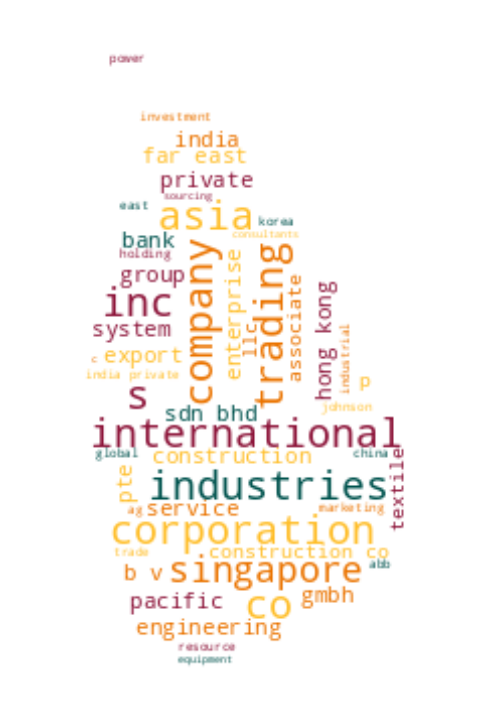 power
investment
india
far east
private
sourcing
east
asia
korea
bank
consultants
holding
company
trading
enterprise
group
llc
associate
hong kong
inc
system
industrial
c
export
india private
p
s
sdn bhd
johnson
international
global
construction
china
pte
industries
textile
ag
service
marketing
corporation
trade
construction co
abb
b v
singapore
pacific
co
gmbh
engineering
resource
equipment